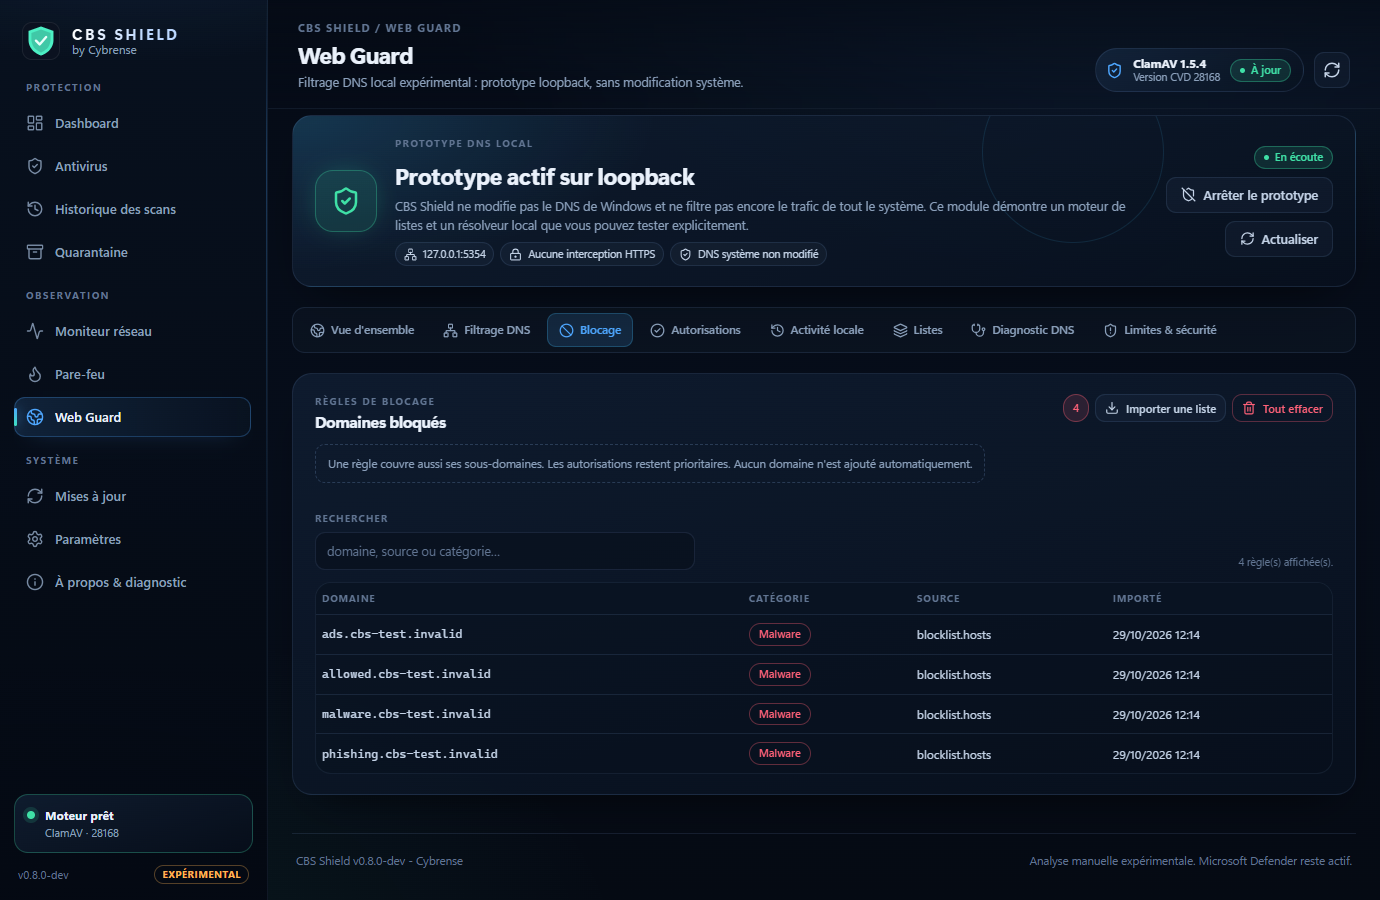 CBS SHIELD
by Cybrense
PROTECTION
Dashboard
Antivirus
Historique des scans
Quarantaine
OBSERVATION
Moniteur réseau
Pare-feu
Web Guard
SYSTÈME
Mises à jour
Paramètres
À propos & diagnostic
Moteur prêt
ClamAV · 28168
v0.8.0-dev
EXPÉRIMENTAL
CBS SHIELD / WEB GUARD
Web Guard
Filtrage DNS local expérimental : prototype loopback, sans modification système.
ClamAV 1.5.4
Version CVD 28168
À jour
PROTOTYPE DNS LOCAL
Prototype actif sur loopback
CBS Shield ne modifie pas le DNS de Windows et ne filtre pas encore le trafic de tout le système. Ce module démontre un moteur de
listes et un résolveur local que vous pouvez tester explicitement.
127.0.0.1:5354 Aucune interception HTTPS DNS système non modifié
En écoute
Arrêter le prototype
Actualiser
Vue d'ensemble Filtrage DNS Blocage Autorisations Activité locale Listes Diagnostic DNS Limites & sécurité
RÈGLES DE BLOCAGE
Domaines bloqués
4 Importer une liste Tout effacer
Une règle couvre aussi ses sous-domaines. Les autorisations restent prioritaires. Aucun domaine n'est ajouté automatiquement.
RECHERCHER
domaine, source ou catégorie...
4 règle(s) affichée(s).
DOMAINE CATÉGORIE SOURCE IMPORTÉ
ads.cbs-test.invalid Malware blocklist.hosts 29/10/2026 12:14
allowed.cbs-test.invalid Malware blocklist.hosts 29/10/2026 12:14
malware.cbs-test.invalid Malware blocklist.hosts 29/10/2026 12:14
phishing.cbs-test.invalid Malware blocklist.hosts 29/10/2026 12:14
CBS Shield v0.8.0-dev - Cybrense
Analyse manuelle expérimentale. Microsoft Defender reste actif.